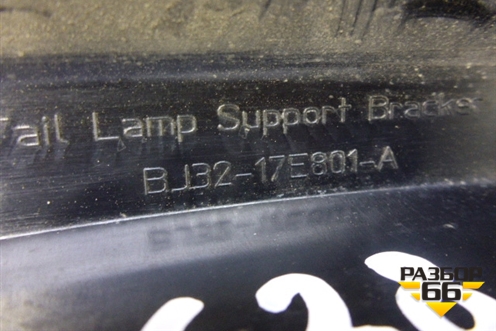 Tail Lamp Support Bracket
BJ32-17E801-A
РАЗБОР
66